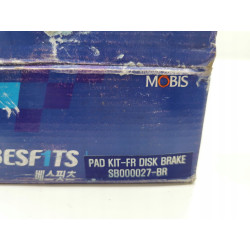 MOBIS
BESF1TS
베스핏츠
PAD KIT-FR DISK BRAKE
SB000027-BR